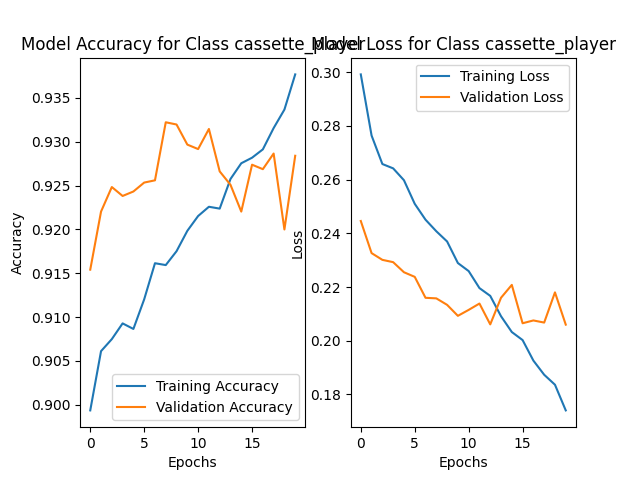 Model Accuracy for Class cassette_player
Model Loss for Class cassette_player
Accuracy
0.935
0.930
0.925
0.920
0.915
0.910
0.905
0.900
Training Accuracy
Validation Accuracy
0 5 10 15
Epochs
Loss
0.30
0.28
0.26
0.24
0.22
0.20
0.18
Training Loss
Validation Loss
0 5 10 15
Epochs